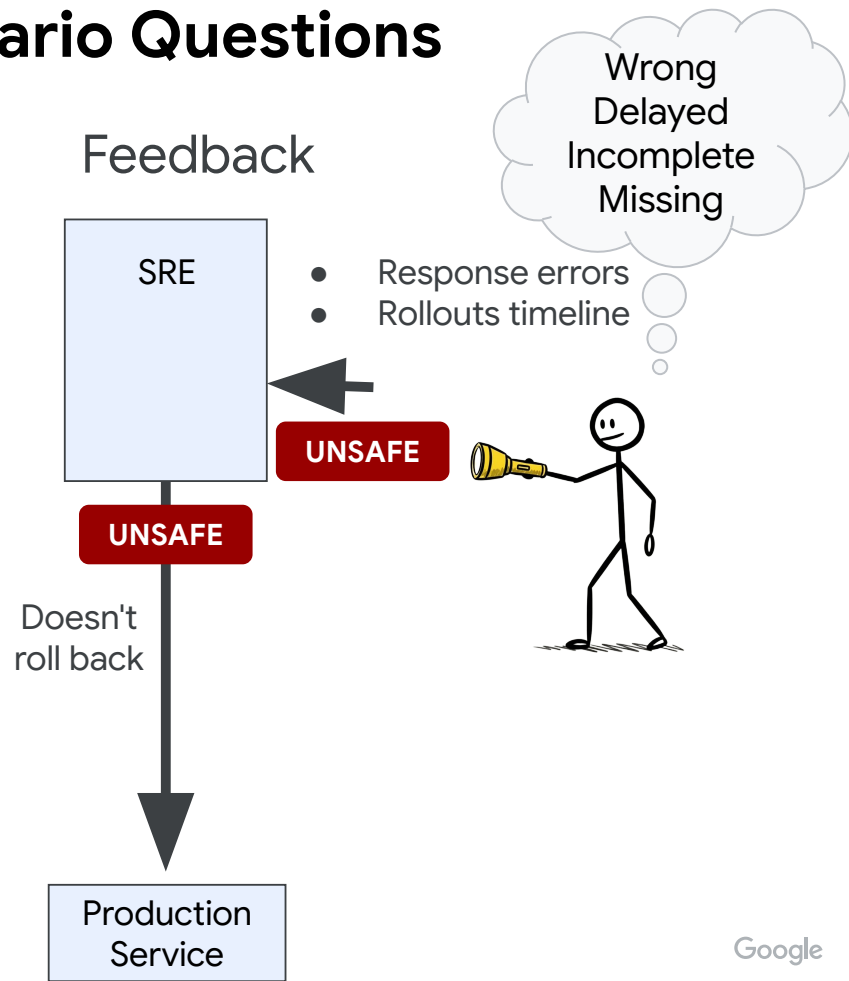 ario Questions
Wrong
Delayed
Incomplete
Missing
Feedback
SRE
● Response errors
● Rollouts timeline
UNSAFE
UNSAFE
Doesn't
roll back
Production
Service
Google